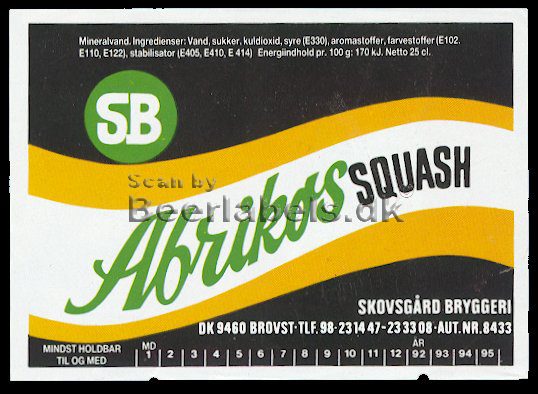 Mineralvand. Ingredienser: Vand, sukker, kuldioxid, syre (E330), aromastoffer, farvestoffer (E102,
E110, E122), stabilisator (E405, E410, E 414) Energiindhold pr. 100 g: 170 kJ. Netto 25 cl.
SB
Abrikos SQUASH
Scan by
Beerlabels.dk
SKOVSGÅRD BRYGGERI
DK 9460 BROVST · TLF. 98 · 23 14 47 - 23 33 08 · AUT. NR. 8433
MINDST HOLDBAR TIL OG MED
MD ÅR
1 2 3 4 5 6 7 8 9 10 11 12 92 93 94 95